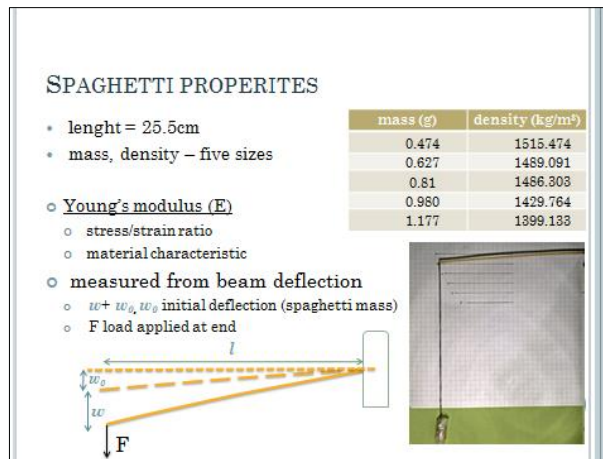 SPAGHETTI PROPERITES
lenght = 25.5cm
mass, density – five sizes
mass (g) density (kg/m³)
0.474 1515.474
0.627 1489.091
0.81 1486.303
0.980 1429.764
1.177 1399.133
Young's modulus (E)
stress/strain ratio
material characteristic
measured from beam deflection
w+ w₀, w₀ initial deflection (spaghetti mass)
F load applied at end
l
w₀
w
F